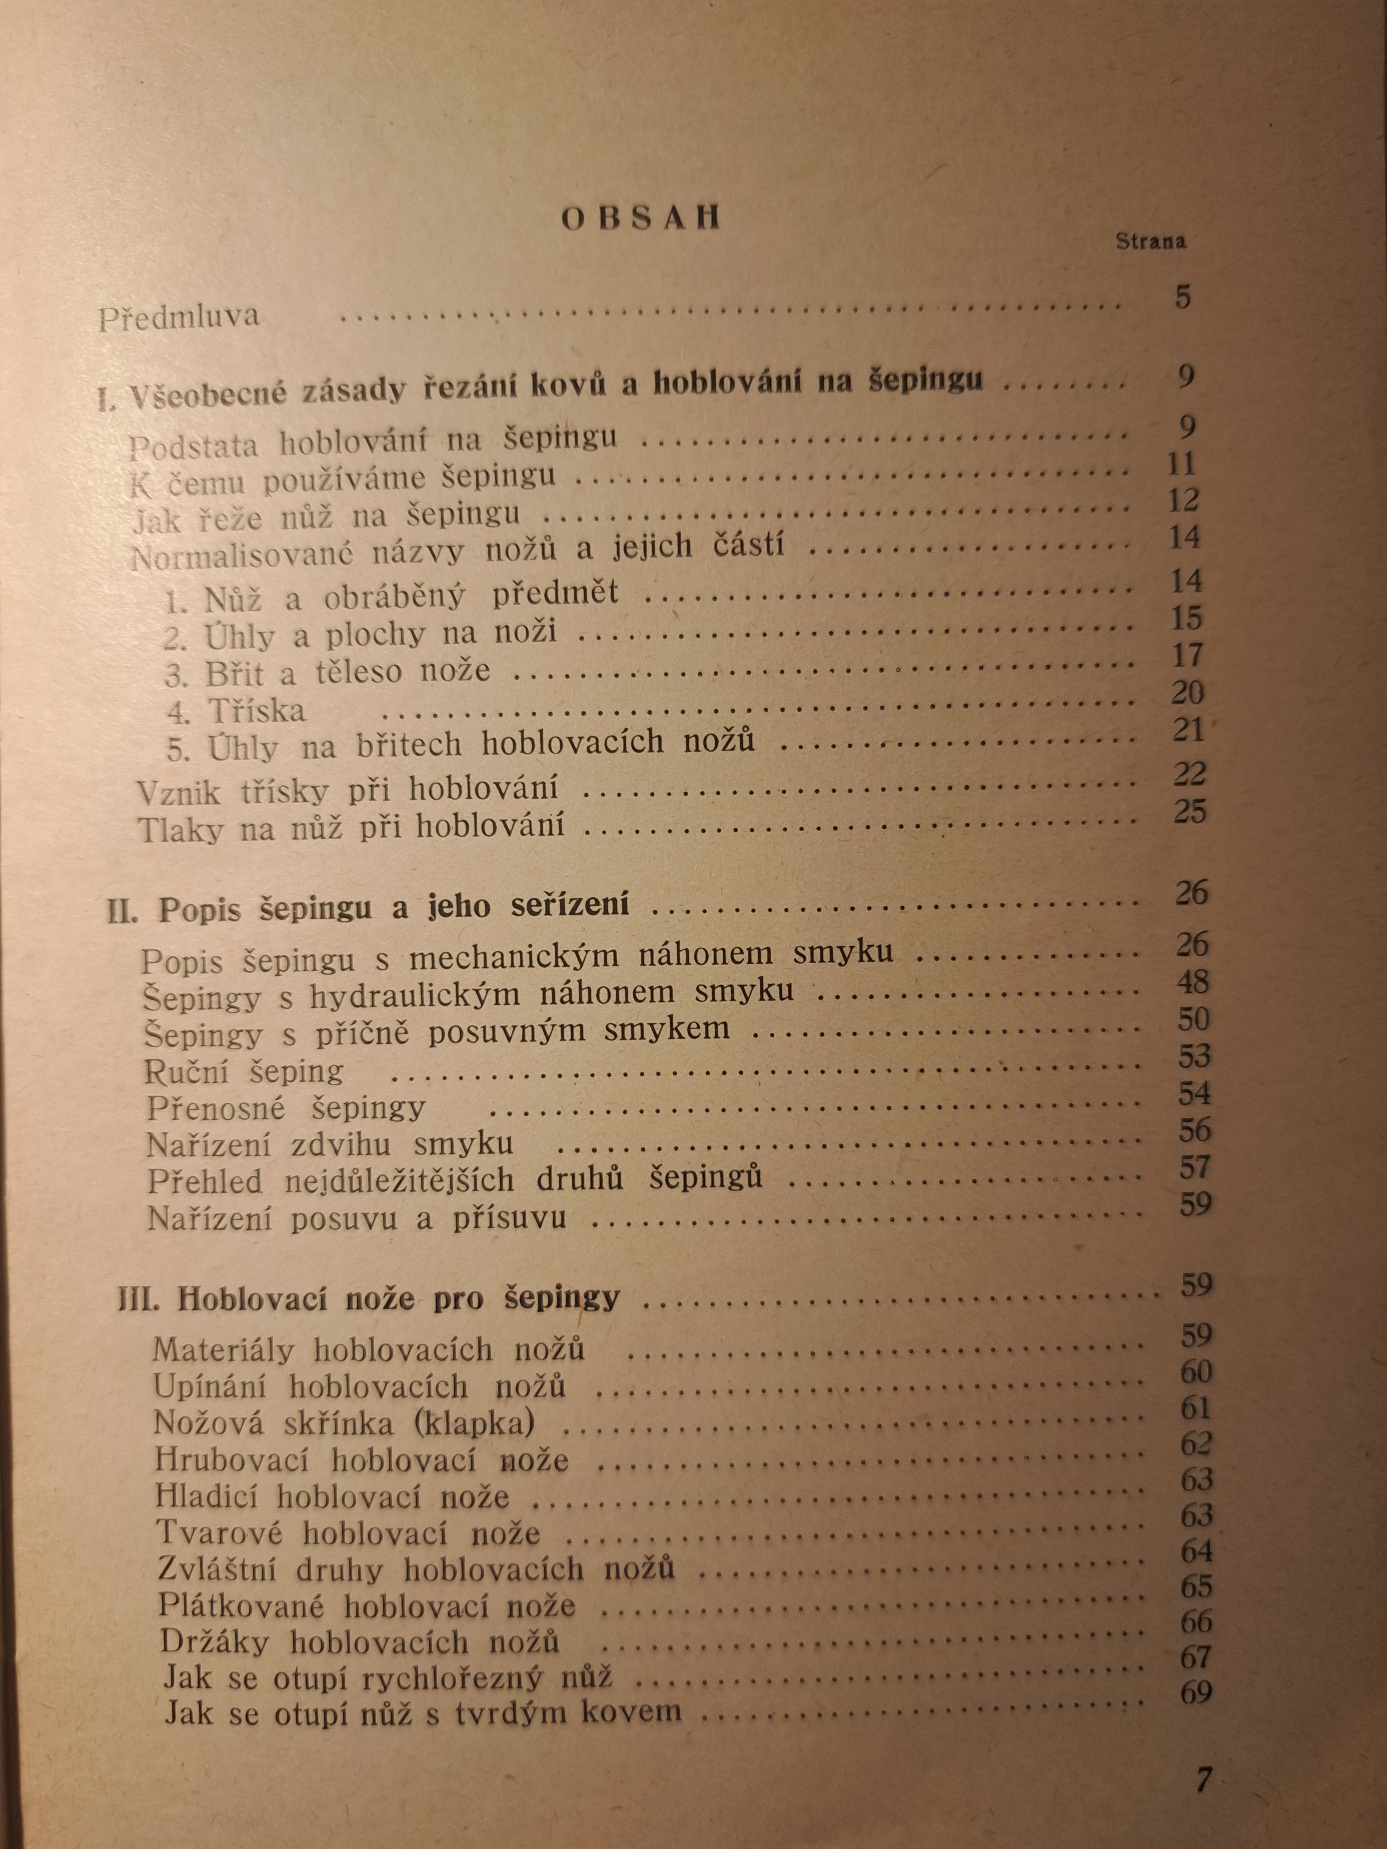 OBSAH
Strana
Předmluva ........................................ 5
I. Všeobecné zásady řezání kovů a hoblování na šepingu ........ 9
Podstata hoblování na šepingu .............................. 9
K čemu používáme šepingu .................................. 11
Jak řeže nůž na šepingu .................................... 12
Normalisované názvy nožů a jejich částí .................... 14
1. Nůž a obráběný předmět .............................. 14
2. Úhly a plochy na noži .................................. 15
3. Břit a těleso nože ...................................... 17
4. Tříska .............................................. 20
5. Úhly na břitech hoblovacích nožů ...................... 21
Vznik třísky při hoblování .................................. 22
Tlaky na nůž při hoblování .................................. 25
II. Popis šepingu a jeho seřízení .............................. 26
Popis šepingu s mechanickým náhonem smyku .............. 26
Šepingy s hydraulickým náhonem smyku .................... 48
Šepingy s příčně posuvným smykem ........................ 50
Ruční šeping .............................................. 53
Přenosné šepingy ........................................ 54
Nařízení zdvihu smyku .................................... 56
Přehled nejdůležitějších druhů šepingů ...................... 57
Nařízení posuvu a přísuvu .................................. 59
III. Hoblovací nože pro šepingy ................................ 59
Materiály hoblovacích nožů ................................ 59
Upínání hoblovacích nožů .................................. 60
Nožová skřínka (klapka) .................................... 61
Hrubovací hoblovací nože .................................. 62
Hladicí hoblovací nože ...................................... 63
Tvarové hoblovací nože .................................... 63
Zvláštní druhy hoblovacích nožů ............................ 64
Plátkované hoblovací nože .................................. 65
Držáky hoblovacích nožů .................................. 66
Jak se otupí rychlořezný nůž ................................ 67
Jak se otupí nůž s tvrdým kovem ............................ 69
7